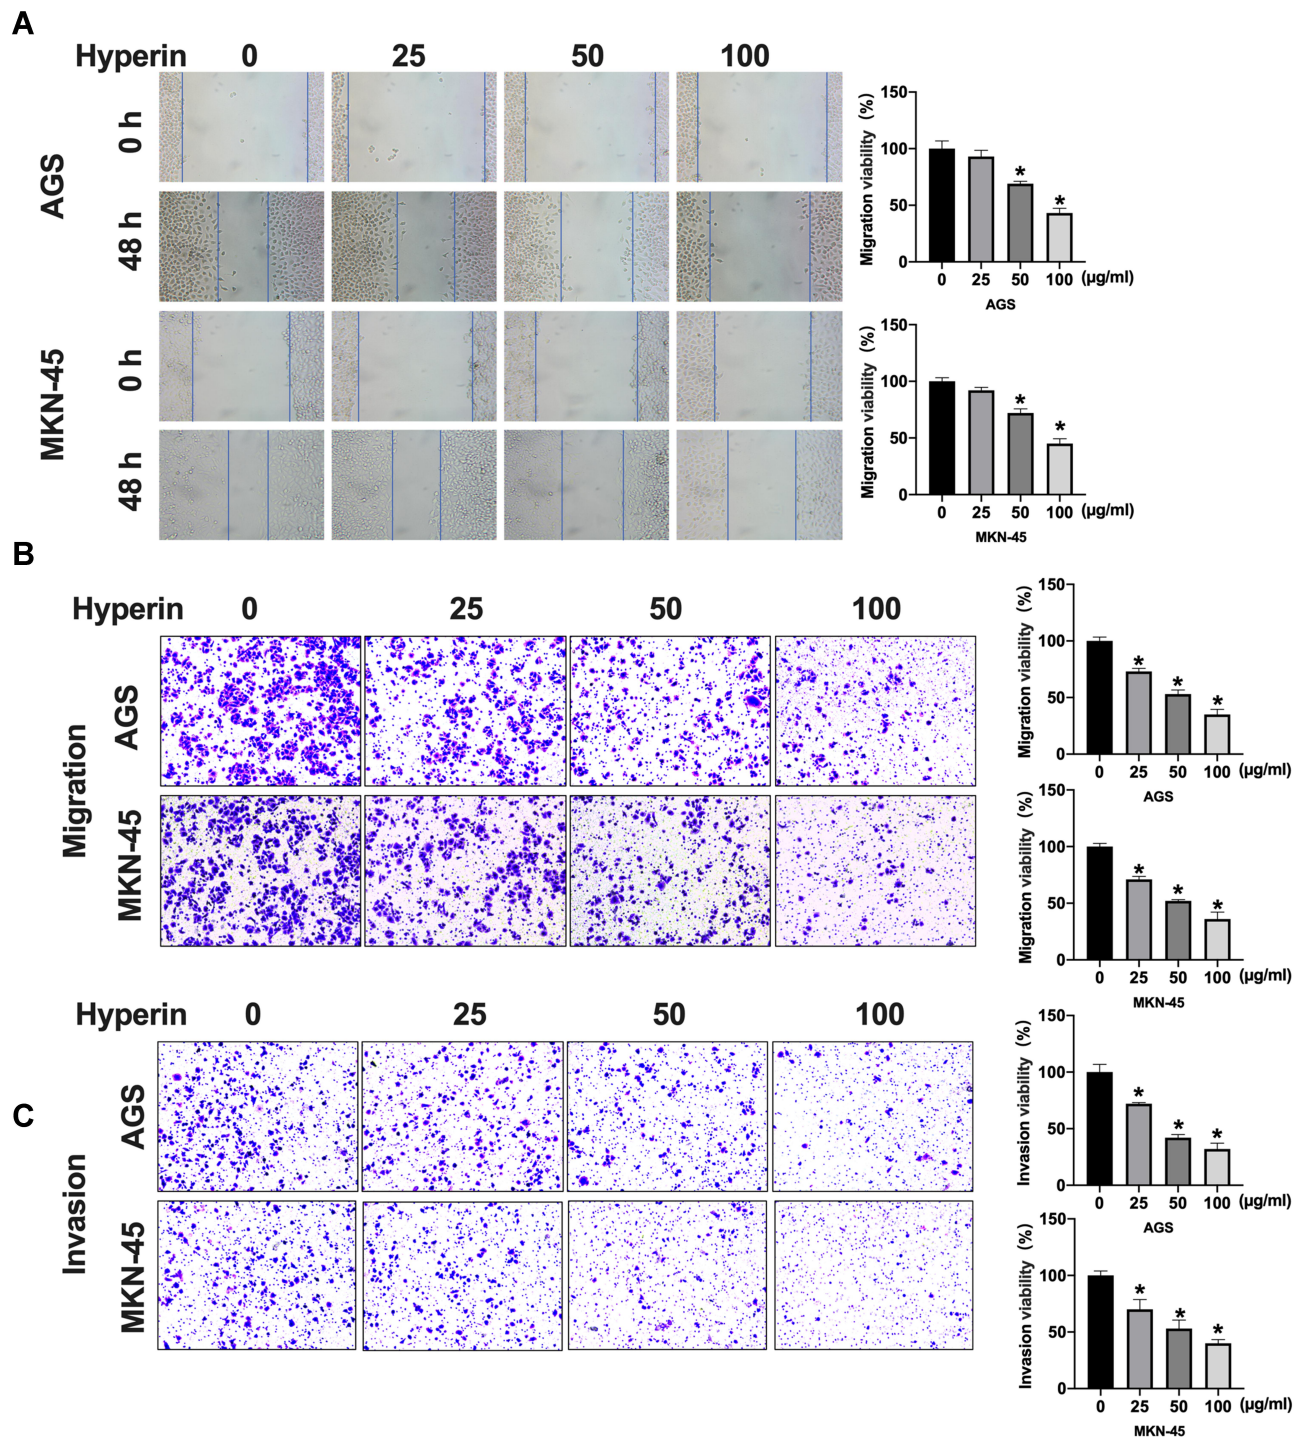 A
Hyperin 0 25 50 100
AGS
0 h
48 h
MKN-45
0 h
48 h
Migration viability (%)
150
100
50
0
0 25 50 100 (μg/ml)
AGS
Migration viability (%)
150
100
50
0
* *
* *
0 25 50 100 (μg/ml)
MKN-45
B
Hyperin 0 25 50 100
Migration
AGS
MKN-45
Migration viability (%)
150
100
50
0
* * *
0 25 50 100 (μg/ml)
AGS
Migration viability (%)
150
100
50
0
* * *
0 25 50 100 (μg/ml)
MKN-45
C
Hyperin 0 25 50 100
Invasion
AGS
MKN-45
Invasion viability (%)
150
100
50
0
* * *
0 25 50 100 (μg/ml)
AGS
Invasion viability (%)
150
100
50
0
* * *
0 25 50 100 (μg/ml)
MKN-45